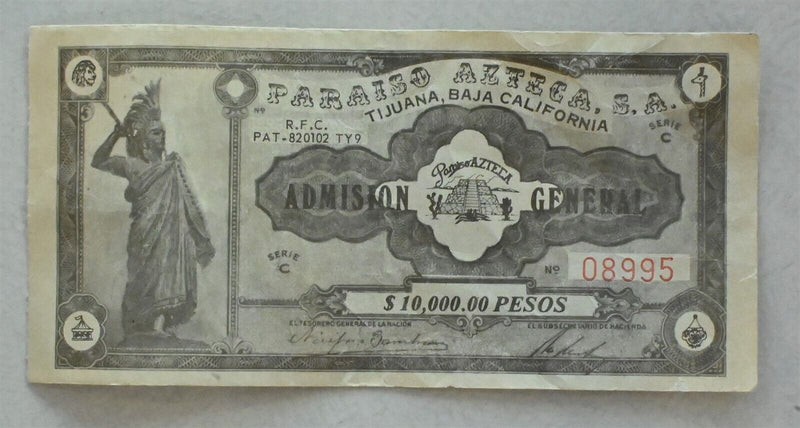 PARAISO AZTECA, S.A.
TIJUANA, BAJA CALIFORNIA
Nº
R.F.C.
PAT-820102 TY9
SERIE
C
Paraiso AZTECA
ADMISION GENERAL
SERIE
C
Nº 08995
$ 10,000.00 PESOS
EL TESORERO GENERAL DE LA NACION
EL SUBSECRETARIO DE HACIENDA